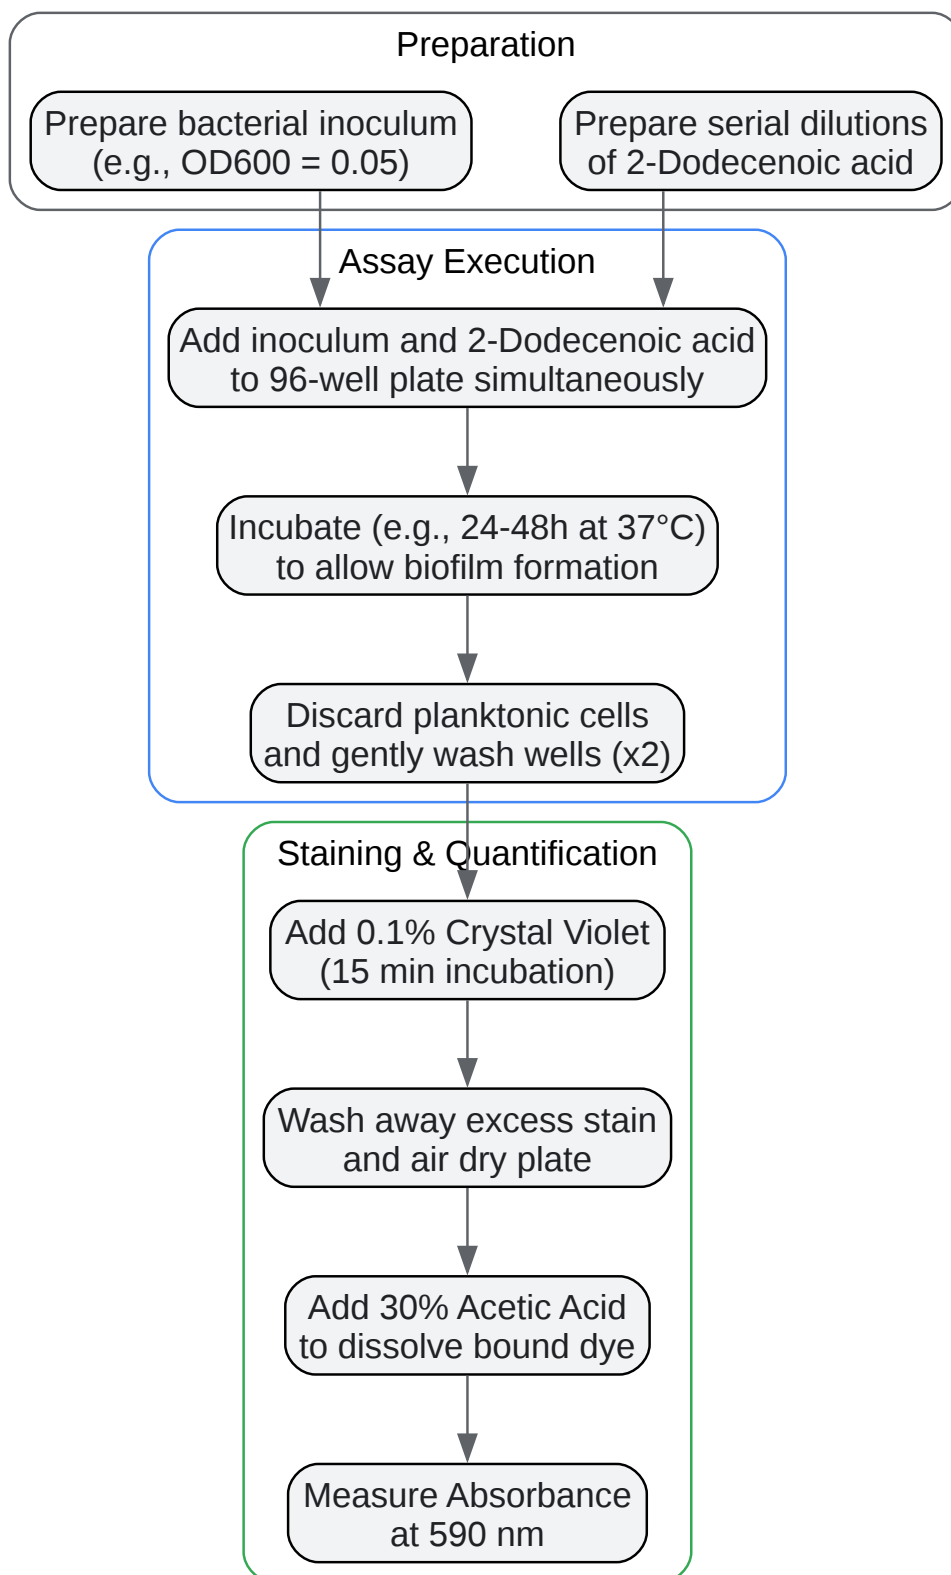 Preparation
Prepare bacterial inoculum
(e.g., OD600 = 0.05)
Prepare serial dilutions
of 2-Dodecenoic acid
Assay Execution
Add inoculum and 2-Dodecenoic acid
to 96-well plate simultaneously
Incubate (e.g., 24-48h at 37°C)
to allow biofilm formation
Discard planktonic cells
and gently wash wells (x2)
Staining & Quantification
Add 0.1% Crystal Violet
(15 min incubation)
Wash away excess stain
and air dry plate
Add 30% Acetic Acid
to dissolve bound dye
Measure Absorbance
at 590 nm